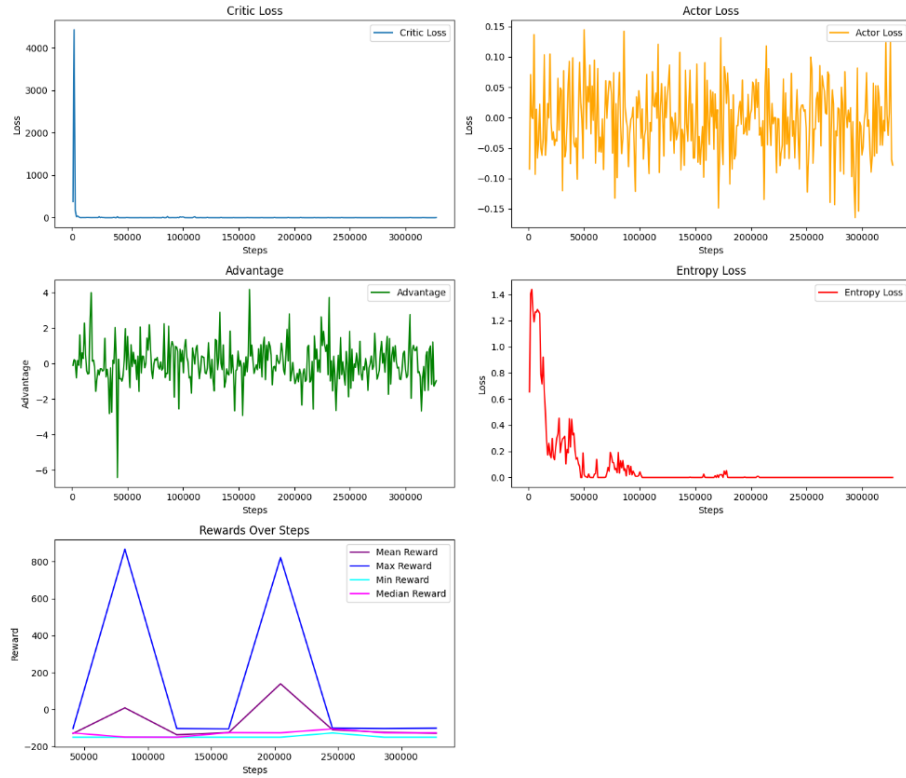 Critic Loss
Critic Loss
4000
3000
2000
1000
0
Loss
0
50000
100000
150000
200000
250000
300000
Steps
Actor Loss
Actor Loss
0.15
0.10
0.05
0.00
−0.05
−0.10
−0.15
Loss
0
50000
100000
150000
200000
250000
300000
Steps
Advantage
Advantage
4
2
0
−2
−4
−6
Advantage
0
50000
100000
150000
200000
250000
300000
Steps
Entropy Loss
Entropy Loss
1.4
1.2
1.0
0.8
0.6
0.4
0.2
0.0
Loss
0
50000
100000
150000
200000
250000
300000
Steps
Rewards Over Steps
Mean Reward
Max Reward
Min Reward
Median Reward
800
600
400
200
0
−200
Reward
50000
100000
150000
200000
250000
300000
Steps